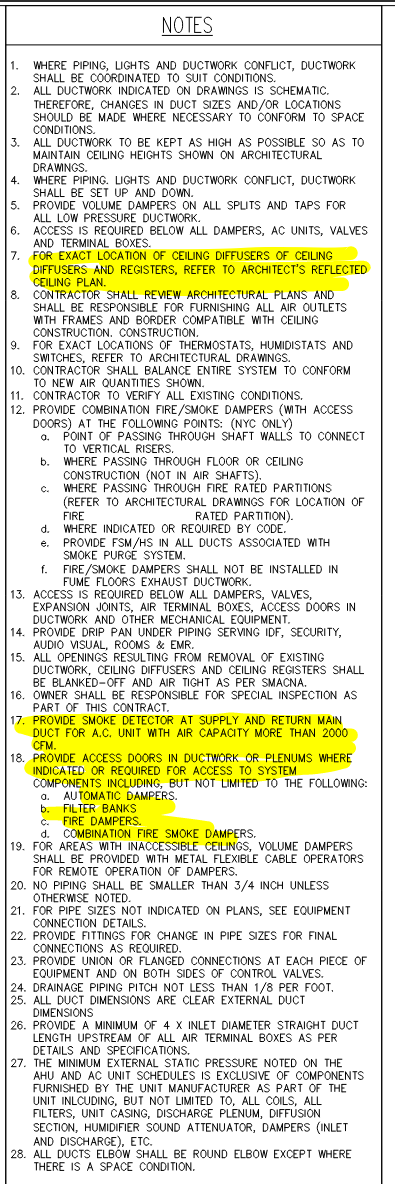 NOTES
1. WHERE PIPING, LIGHTS AND DUCTWORK CONFLICT, DUCTWORK
SHALL BE COORDINATED TO SUIT CONDITIONS.
2. ALL DUCTWORK INDICATED ON DRAWINGS IS SCHEMATIC.
THEREFORE, CHANGES IN DUCT SIZES AND/OR LOCATIONS
SHOULD BE MADE WHERE NECESSARY TO CONFORM TO SPACE
CONDITIONS.
3. ALL DUCTWORK TO BE KEPT AS HIGH AS POSSIBLE SO AS TO
MAINTAIN CEILING HEIGHTS SHOWN ON ARCHITECTURAL
DRAWINGS.
4. WHERE PIPING. LIGHTS AND DUCTWORK CONFLICT, DUCTWORK
SHALL BE SET UP AND DOWN.
5. PROVIDE VOLUME DAMPERS ON ALL SPLITS AND TAPS FOR
ALL LOW PRESSURE DUCTWORK.
6. ACCESS IS REQUIRED BELOW ALL DAMPERS, AC UNITS, VALVES
AND TERMINAL BOXES.
7. FOR EXACT LOCATION OF CEILING DIFFUSERS OF CEILING
DIFFUSERS AND REGISTERS, REFER TO ARCHITECT'S REFLECTED
CEILING PLAN.
8. CONTRACTOR SHALL REVIEW ARCHITECTURAL PLANS AND
SHALL BE RESPONSIBLE FOR FURNISHING ALL AIR OUTLETS
WITH FRAMES AND BORDER COMPATIBLE WITH CEILING
CONSTRUCTION. CONSTRUCTION.
9. FOR EXACT LOCATIONS OF THERMOSTATS, HUMIDISTATS AND
SWITCHES, REFER TO ARCHITECTURAL DRAWINGS.
10. CONTRACTOR SHALL BALANCE ENTIRE SYSTEM TO CONFORM
TO NEW AIR QUANTITIES SHOWN.
11. CONTRACTOR TO VERIFY ALL EXISTING CONDITIONS.
12. PROVIDE COMBINATION FIRE/SMOKE DAMPERS (WITH ACCESS
DOORS) AT THE FOLLOWING POINTS: (NYC ONLY)
a. POINT OF PASSING THROUGH SHAFT WALLS TO CONNECT
TO VERTICAL RISERS.
b. WHERE PASSING THROUGH FLOOR OR CEILING
CONSTRUCTION (NOT IN AIR SHAFTS).
c. WHERE PASSING THROUGH FIRE RATED PARTITIONS
(REFER TO ARCHITECTURAL DRAWINGS FOR LOCATION OF
FIRE RATED PARTITION).
d. WHERE INDICATED OR REQUIRED BY CODE.
e. PROVIDE FSM/HS IN ALL DUCTS ASSOCIATED WITH
SMOKE PURGE SYSTEM.
f. FIRE/SMOKE DAMPERS SHALL NOT BE INSTALLED IN
FUME FLOORS EXHAUST DUCTWORK.
13. ACCESS IS REQUIRED BELOW ALL DAMPERS, VALVES,
EXPANSION JOINTS, AIR TERMINAL BOXES, ACCESS DOORS IN
DUCTWORK AND OTHER MECHANICAL EQUIPMENT.
14. PROVIDE DRIP PAN UNDER PIPING SERVING IDF, SECURITY,
AUDIO VISUAL, ROOMS & EMR.
15. ALL OPENINGS RESULTING FROM REMOVAL OF EXISTING
DUCTWORK, CEILING DIFFUSERS AND CEILING REGISTERS SHALL
BE BLANKED-OFF AND AIR TIGHT AS PER SMACNA.
16. OWNER SHALL BE RESPONSIBLE FOR SPECIAL INSPECTION AS
PART OF THIS CONTRACT.
17. PROVIDE SMOKE DETECTOR AT SUPPLY AND RETURN MAIN
DUCT FOR A.C. UNIT WITH AIR CAPACITY MORE THAN 2000
CFM.
18. PROVIDE ACCESS DOORS IN DUCTWORK OR PLENUMS WHERE
INDICATED OR REQUIRED FOR ACCESS TO SYSTEM
COMPONENTS INCLUDING, BUT NOT LIMITED TO THE FOLLOWING:
a. AUTOMATIC DAMPERS.
b. FILTER BANKS
c. FIRE DAMPERS.
d. COMBINATION FIRE SMOKE DAMPERS.
19. FOR AREAS WITH INACCESSIBLE CEILINGS, VOLUME DAMPERS
SHALL BE PROVIDED WITH METAL FLEXIBLE CABLE OPERATORS
FOR REMOTE OPERATION OF DAMPERS.
20. NO PIPING SHALL BE SMALLER THAN 3/4 INCH UNLESS
OTHERWISE NOTED.
21. FOR PIPE SIZES NOT INDICATED ON PLANS, SEE EQUIPMENT
CONNECTION DETAILS.
22. PROVIDE FITTINGS FOR CHANGE IN PIPE SIZES FOR FINAL
CONNECTIONS AS REQUIRED.
23. PROVIDE UNION OR FLANGED CONNECTIONS AT EACH PIECE OF
EQUIPMENT AND ON BOTH SIDES OF CONTROL VALVES.
24. DRAINAGE PIPING PITCH NOT LESS THAN 1/8 PER FOOT.
25. ALL DUCT DIMENSIONS ARE CLEAR EXTERNAL DUCT
DIMENSIONS
26. PROVIDE A MINIMUM OF 4 X INLET DIAMETER STRAIGHT DUCT
LENGTH UPSTREAM OF ALL AIR TERMINAL BOXES AS PER
DETAILS AND SPECIFICATIONS.
27. THE MINIMUM EXTERNAL STATIC PRESSURE NOTED ON THE
AHU AND AC UNIT SCHEDULES IS EXCLUSIVE OF COMPONENTS
FURNISHED BY THE UNIT MANUFACTURER AS PART OF THE
UNIT INLCUDING, BUT NOT LIMITED TO, ALL COILS, ALL
FILTERS, UNIT CASING, DISCHARGE PLENUM, DIFFUSION
SECTION, HUMIDIFIER SOUND ATTENUATOR, DAMPERS (INLET
AND DISCHARGE), ETC.
28. ALL DUCTS ELBOW SHALL BE ROUND ELBOW EXCEPT WHERE
THERE IS A SPACE CONDITION.